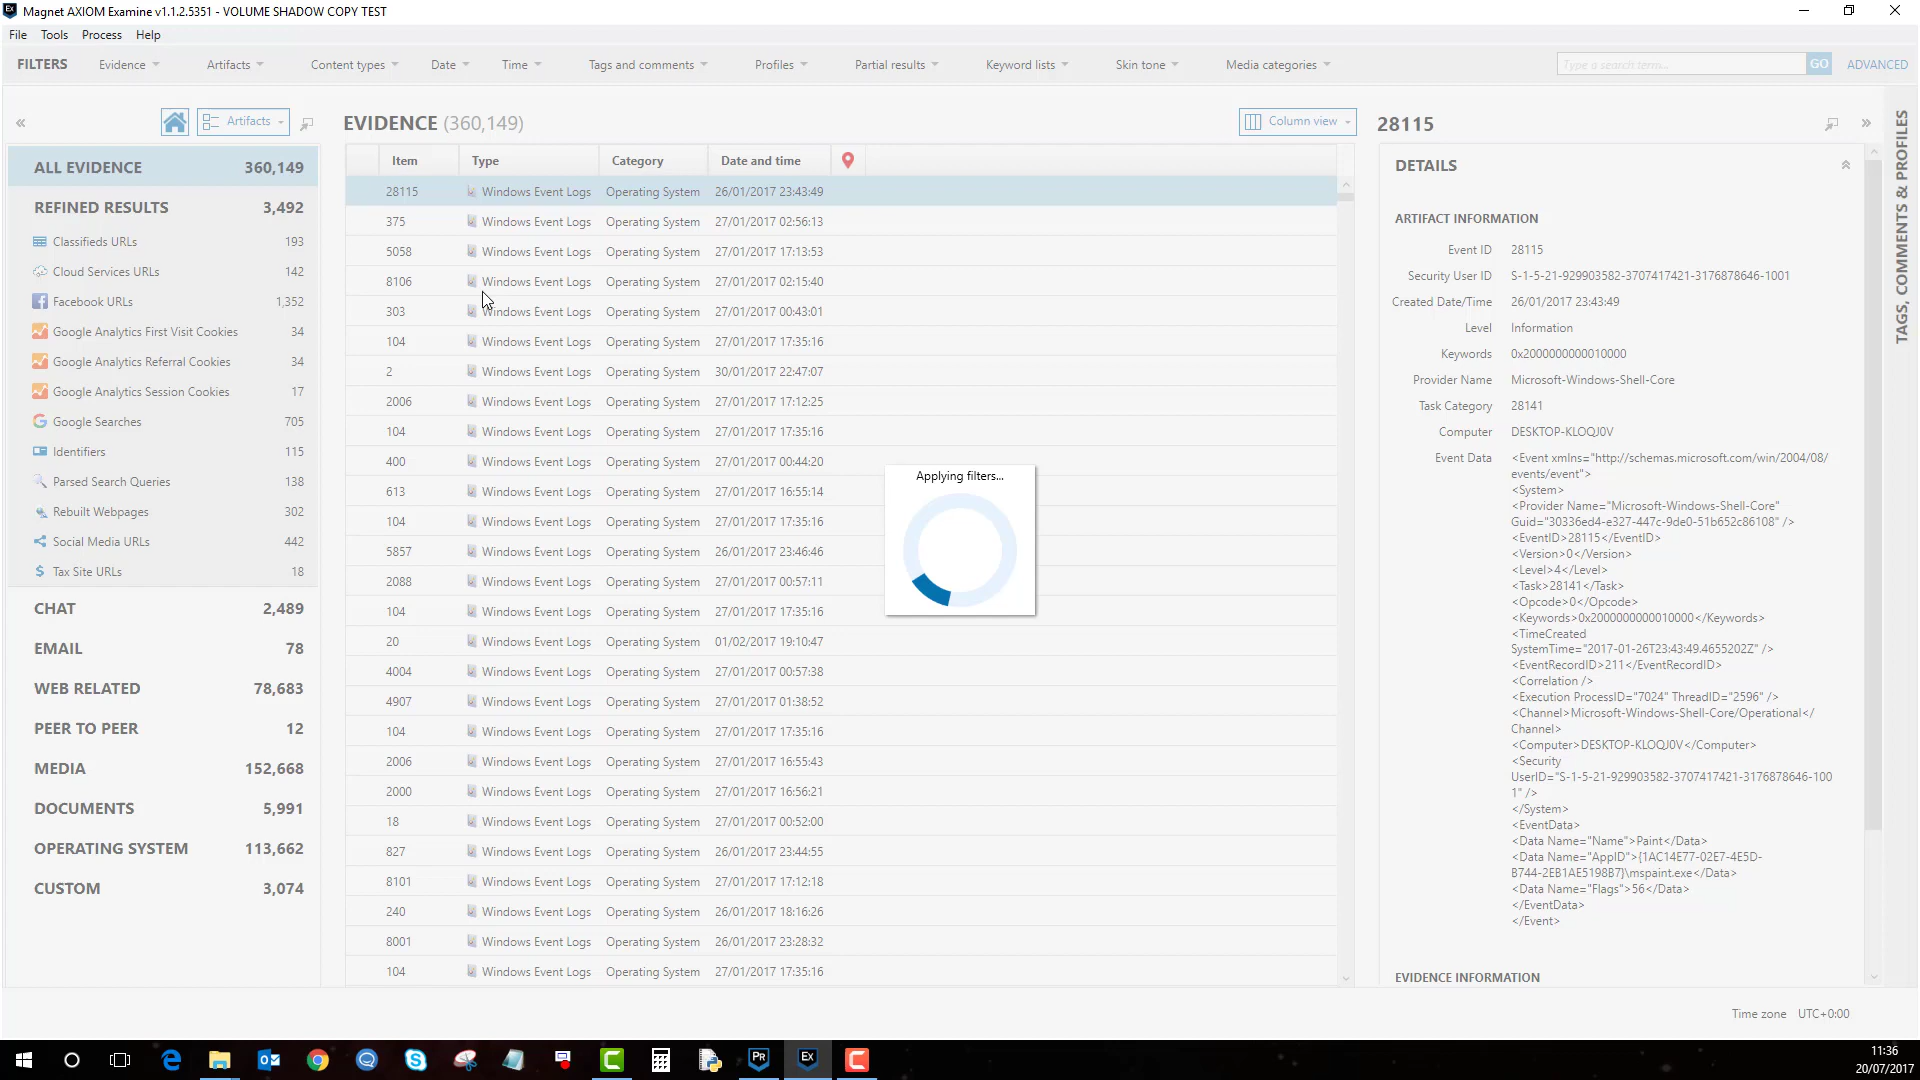 Magnet AXIOM Examine v1.1.2.5351 - VOLUME SHADOW COPY TEST
File Tools Process Help
FILTERS Evidence Artifacts Content types Date Time Tags and comments Profiles Partial results Keyword lists Skin tone Media categories Type a search term... GO ADVANCED
Artifacts
EVIDENCE (360,149)
Column view
28115
ALL EVIDENCE 360,149
REFINED RESULTS 3,492
Classifieds URLs 193
Cloud Services URLs 142
Facebook URLs 1,352
Google Analytics First Visit Cookies 34
Google Analytics Referral Cookies 34
Google Analytics Session Cookies 17
Google Searches 705
Identifiers 115
Parsed Search Queries 138
Rebuilt Webpages 302
Social Media URLs 442
Tax Site URLs 18
CHAT 2,489
EMAIL 78
WEB RELATED 78,683
PEER TO PEER 12
MEDIA 152,668
DOCUMENTS 5,991
OPERATING SYSTEM 113,662
CUSTOM 3,074
Item Type Category Date and time
28115 Windows Event Logs Operating System 26/01/2017 23:43:49
375 Windows Event Logs Operating System 27/01/2017 02:56:13
5058 Windows Event Logs Operating System 27/01/2017 17:13:53
8106 Windows Event Logs Operating System 27/01/2017 02:15:40
303 Windows Event Logs Operating System 27/01/2017 00:43:01
104 Windows Event Logs Operating System 27/01/2017 17:35:16
2 Windows Event Logs Operating System 30/01/2017 22:47:07
2006 Windows Event Logs Operating System 27/01/2017 17:12:25
104 Windows Event Logs Operating System 27/01/2017 17:35:16
400 Windows Event Logs Operating System 27/01/2017 00:44:20
613 Windows Event Logs Operating System 27/01/2017 16:55:14
104 Windows Event Logs Operating System 27/01/2017 17:35:16
5857 Windows Event Logs Operating System 26/01/2017 23:46:46
2088 Windows Event Logs Operating System 27/01/2017 00:57:11
104 Windows Event Logs Operating System 27/01/2017 17:35:16
20 Windows Event Logs Operating System 01/02/2017 19:10:47
4004 Windows Event Logs Operating System 27/01/2017 00:57:38
4907 Windows Event Logs Operating System 27/01/2017 01:38:52
104 Windows Event Logs Operating System 27/01/2017 17:35:16
2006 Windows Event Logs Operating System 27/01/2017 16:55:43
2000 Windows Event Logs Operating System 27/01/2017 16:56:21
18 Windows Event Logs Operating System 27/01/2017 00:52:00
827 Windows Event Logs Operating System 26/01/2017 23:44:55
8101 Windows Event Logs Operating System 27/01/2017 17:12:18
240 Windows Event Logs Operating System 26/01/2017 18:16:26
8001 Windows Event Logs Operating System 26/01/2017 23:28:32
104 Windows Event Logs Operating System 27/01/2017 17:35:16
Applying filters...
DETAILS
ARTIFACT INFORMATION
Event ID 28115
Security User ID S-1-5-21-929903582-3707417421-3176878646-1001
Created Date/Time 26/01/2017 23:43:49
Level Information
Keywords 0x2000000000010000
Provider Name Microsoft-Windows-Shell-Core
Task Category 28141
Computer DESKTOP-KLOQJ0V
Event Data <Event xmlns="http://schemas.microsoft.com/win/2004/08/
events/event">
<System>
<Provider Name="Microsoft-Windows-Shell-Core"
Guid="30336ed4-e327-447c-9de0-51b652c86108" />
<EventID>28115</EventID>
<Version>0</Version>
<Level>4</Level>
<Task>28141</Task>
<Opcode>0</Opcode>
<Keywords>0x2000000000010000</Keywords>
<TimeCreated
SystemTime="2017-01-26T23:43:49.4655202Z" />
<EventRecordID>211</EventRecordID>
<Correlation />
<Execution ProcessID="7024" ThreadID="2596" />
<Channel>Microsoft-Windows-Shell-Core/Operational</
Channel>
<Computer>DESKTOP-KLOQJ0V</Computer>
<Security
UserID="S-1-5-21-929903582-3707417421-3176878646-100
1" />
</System>
<EventData>
<Data Name="Name">Paint</Data>
<Data Name="AppID">{1AC14E77-02E7-4E5D-
B744-2EB1AE5198B7}\mspaint.exe</Data>
<Data Name="Flags">56</Data>
</EventData>
</Event>
EVIDENCE INFORMATION
TAGS, COMMENTS & PROFILES
Time zone UTC+0:00
11:36
20/07/2017